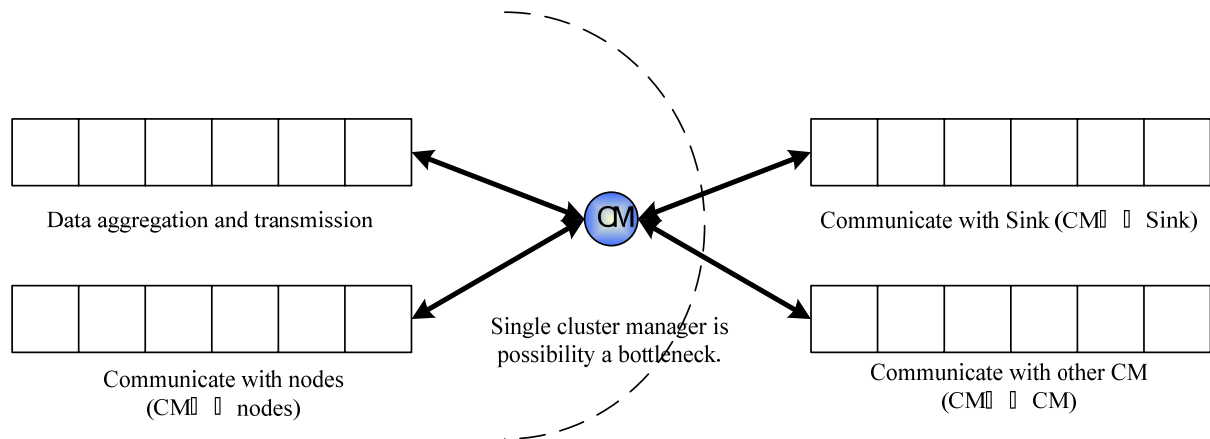 Data aggregation and transmission
CM
Communicate with Sink (CM▯ ▯ Sink)
Single cluster manager is
possibility a bottleneck.
Communicate with nodes
(CM▯ ▯ nodes)
Communicate with other CM
(CM▯ ▯ CM)